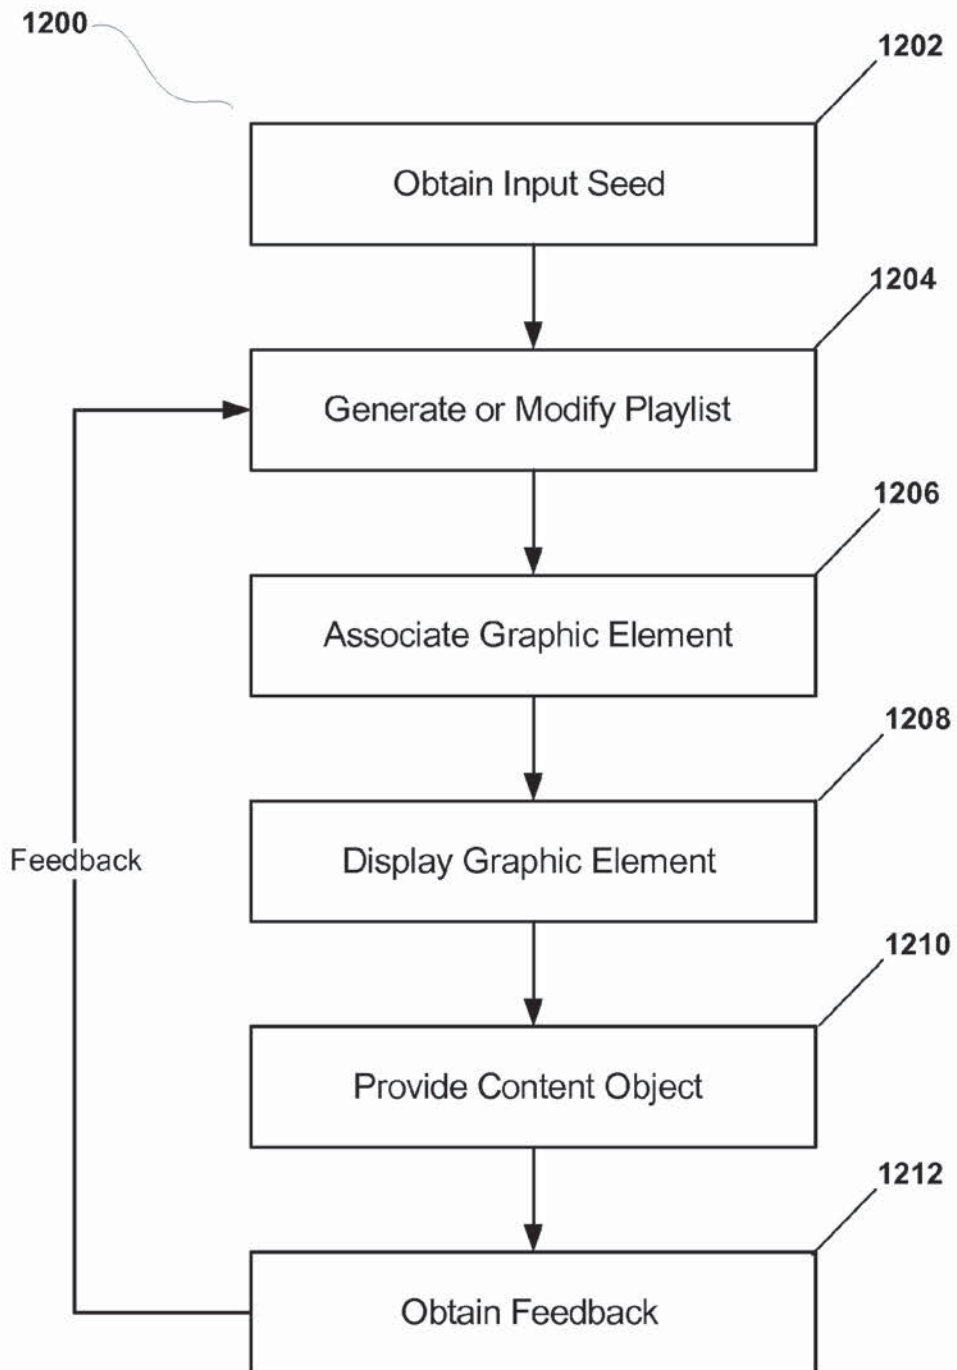 1200
1202
Obtain Input Seed
1204
Generate or Modify Playlist
1206
Associate Graphic Element
1208
Feedback
Display Graphic Element
1210
Provide Content Object
1212
Obtain Feedback